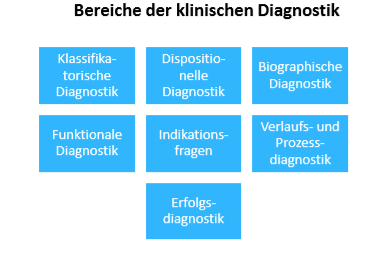 Bereiche der klinischen Diagnostik
Klassifika-
torische
Diagnostik
Dispositio-
nelle
Diagnostik
Biographische
Diagnostik
Funktionale
Diagnostik
Indikations-
fragen
Verlaufs- und
Prozess-
diagnostik
Erfolgs-
diagnostik